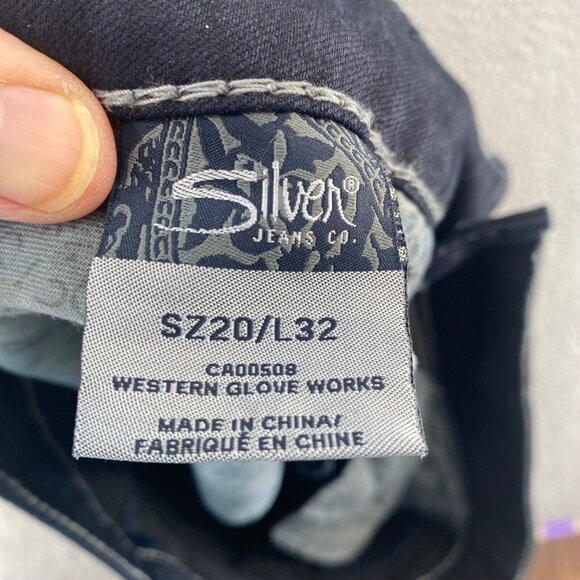 Silver®
JEANS CO.
SZ20/L32
CA00508
WESTERN GLOVE WORKS
MADE IN CHINA/
FABRIQUÉ EN CHINE